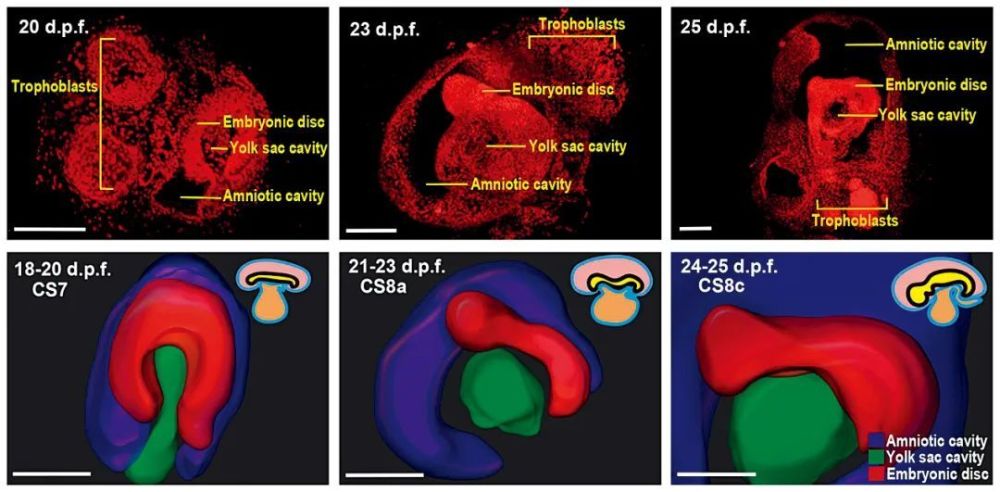 20 d.p.f.
Trophoblasts
Embryonic disc
Yolk sac cavity
Amniotic cavity
23 d.p.f.
Trophoblasts
Embryonic disc
Yolk sac cavity
Amniotic cavity
25 d.p.f.
Amniotic cavity
Embryonic disc
Yolk sac cavity
Trophoblasts
18-20 d.p.f.
CS7
21-23 d.p.f.
CS8a
24-25 d.p.f.
CS8c
Amniotic cavity
Yolk sac cavity
Embryonic disc